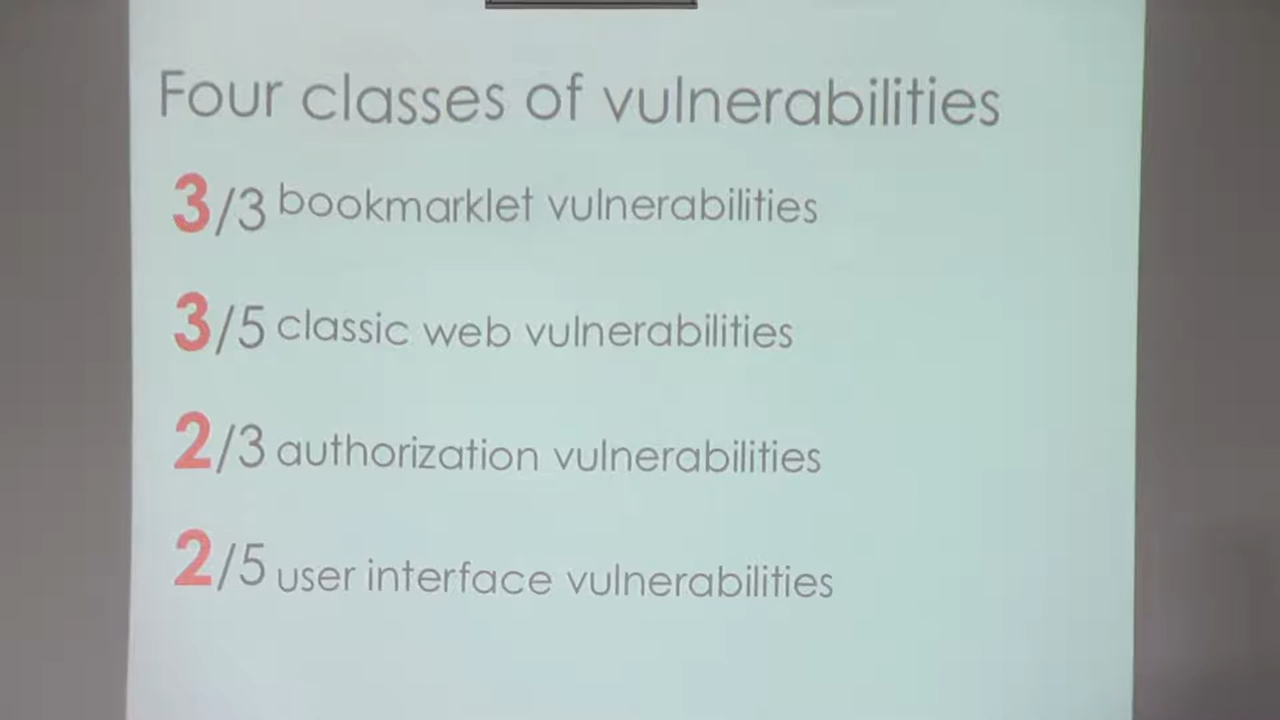 Four classes of vulnerabilities
3/3 bookmarklet vulnerabilities
3/5 classic web vulnerabilities
2/3 authorization vulnerabilities
2/5 user interface vulnerabilities